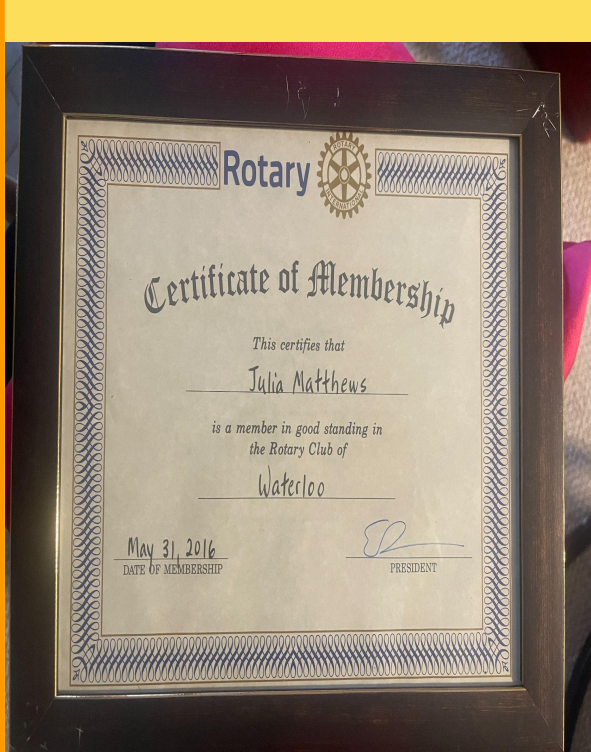 Rotary
ROTARY
INTERNATIONAL
Certificate of Membership
This certifies that
Julia Matthews
is a member in good standing in
the Rotary Club of
Waterloo
May 31, 2016
DATE OF MEMBERSHIP
PRESIDENT